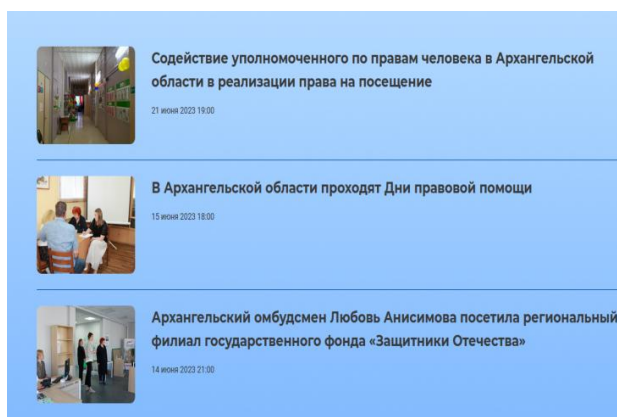 Содействие уполномоченного по правам человека в Архангельской
области в реализации права на посещение
21 июня 2023 19:00
В Архангельской области проходят Дни правовой помощи
15 июня 2023 18:00
Архангельский омбудсмен Любовь Анисимова посетила региональный
филиал государственного фонда «Защитники Отечества»
14 июня 2023 21:00